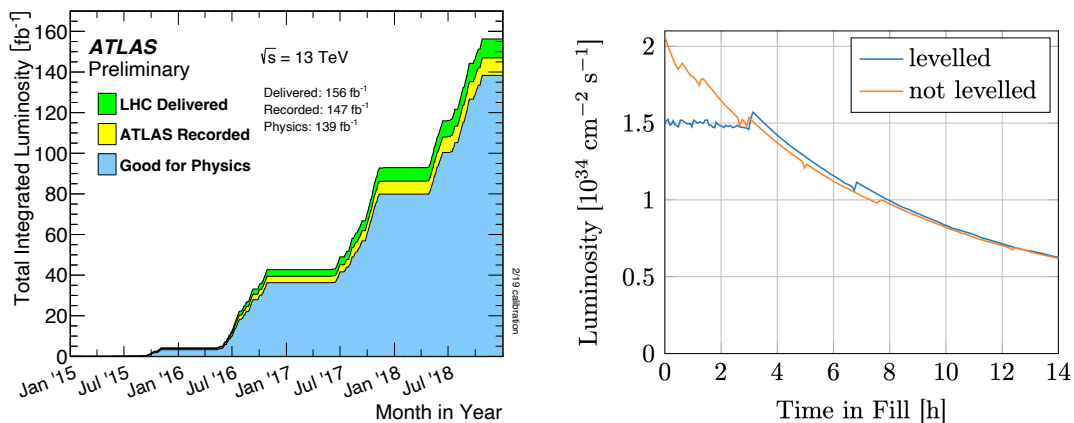 Total Integrated Luminosity [fb⁻¹]
160
140
120
100
80
60
40
20
0
ATLAS
Preliminary
√s = 13 TeV
Delivered: 156 fb⁻¹
Recorded: 147 fb⁻¹
Physics: 139 fb⁻¹
LHC Delivered
ATLAS Recorded
Good for Physics
2/19 calibration
Jan '15
Jul '15
Jan '16
Jul '16
Jan '17
Jul '17
Jan '18
Jul '18
Month in Year
Luminosity [10³⁴ cm⁻² s⁻¹]
2
1.5
1
0.5
0
levelled
not levelled
0 2 4 6 8 10 12 14
Time in Fill [h]